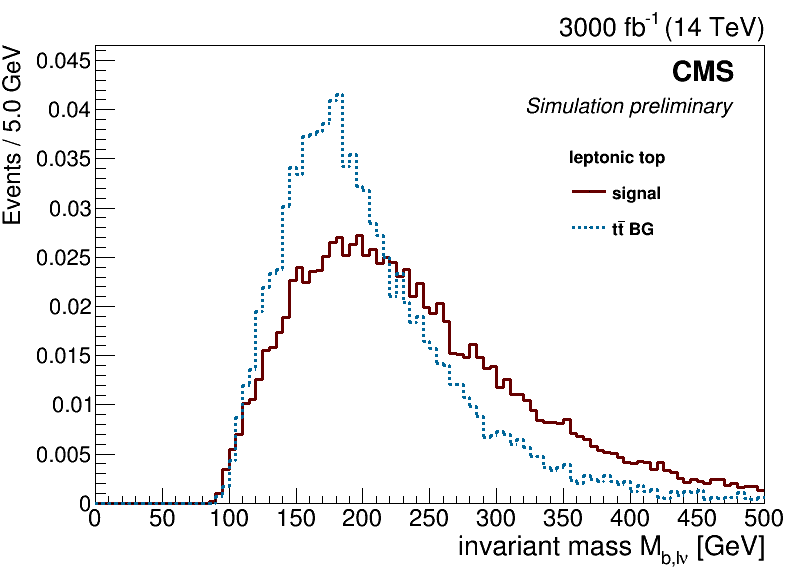 3000 fb⁻¹ (14 TeV)
Events / 5.0 GeV
0.045
0.04
0.035
0.03
0.025
0.02
0.015
0.01
0.005
0
CMS
Simulation preliminary
leptonic top
signal
tt̄ BG
0 50 100 150 200 250 300 350 400 450 500
invariant mass M_b,lν [GeV]